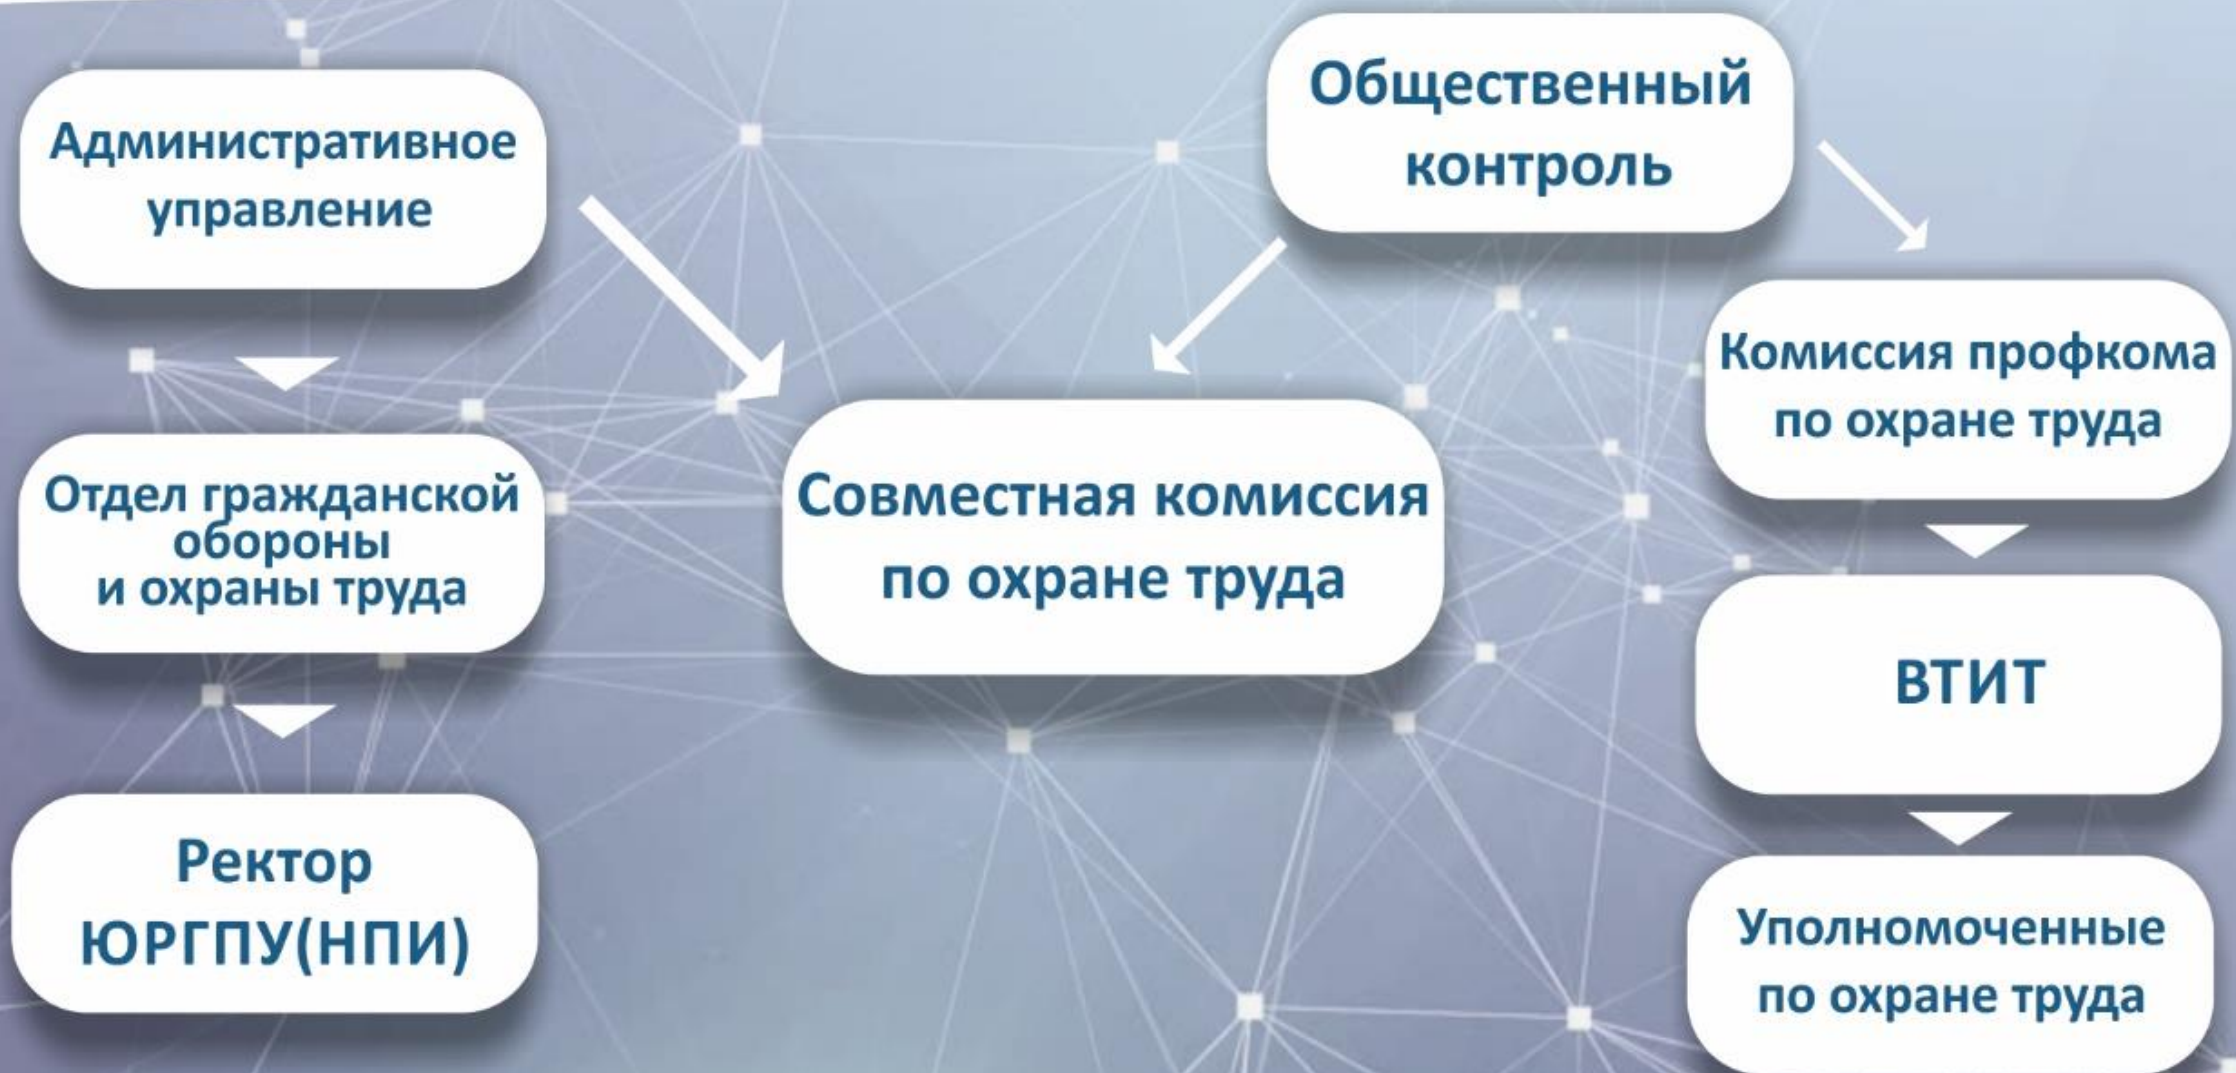 Административное
управление
Отдел гражданской
обороны
и охраны труда
Ректор
ЮРГПУ(НПИ)
Общественный
контроль
Совместная комиссия
по охране труда
Комиссия профкома
по охране труда
ВТИТ
Уполномоченные
по охране труда